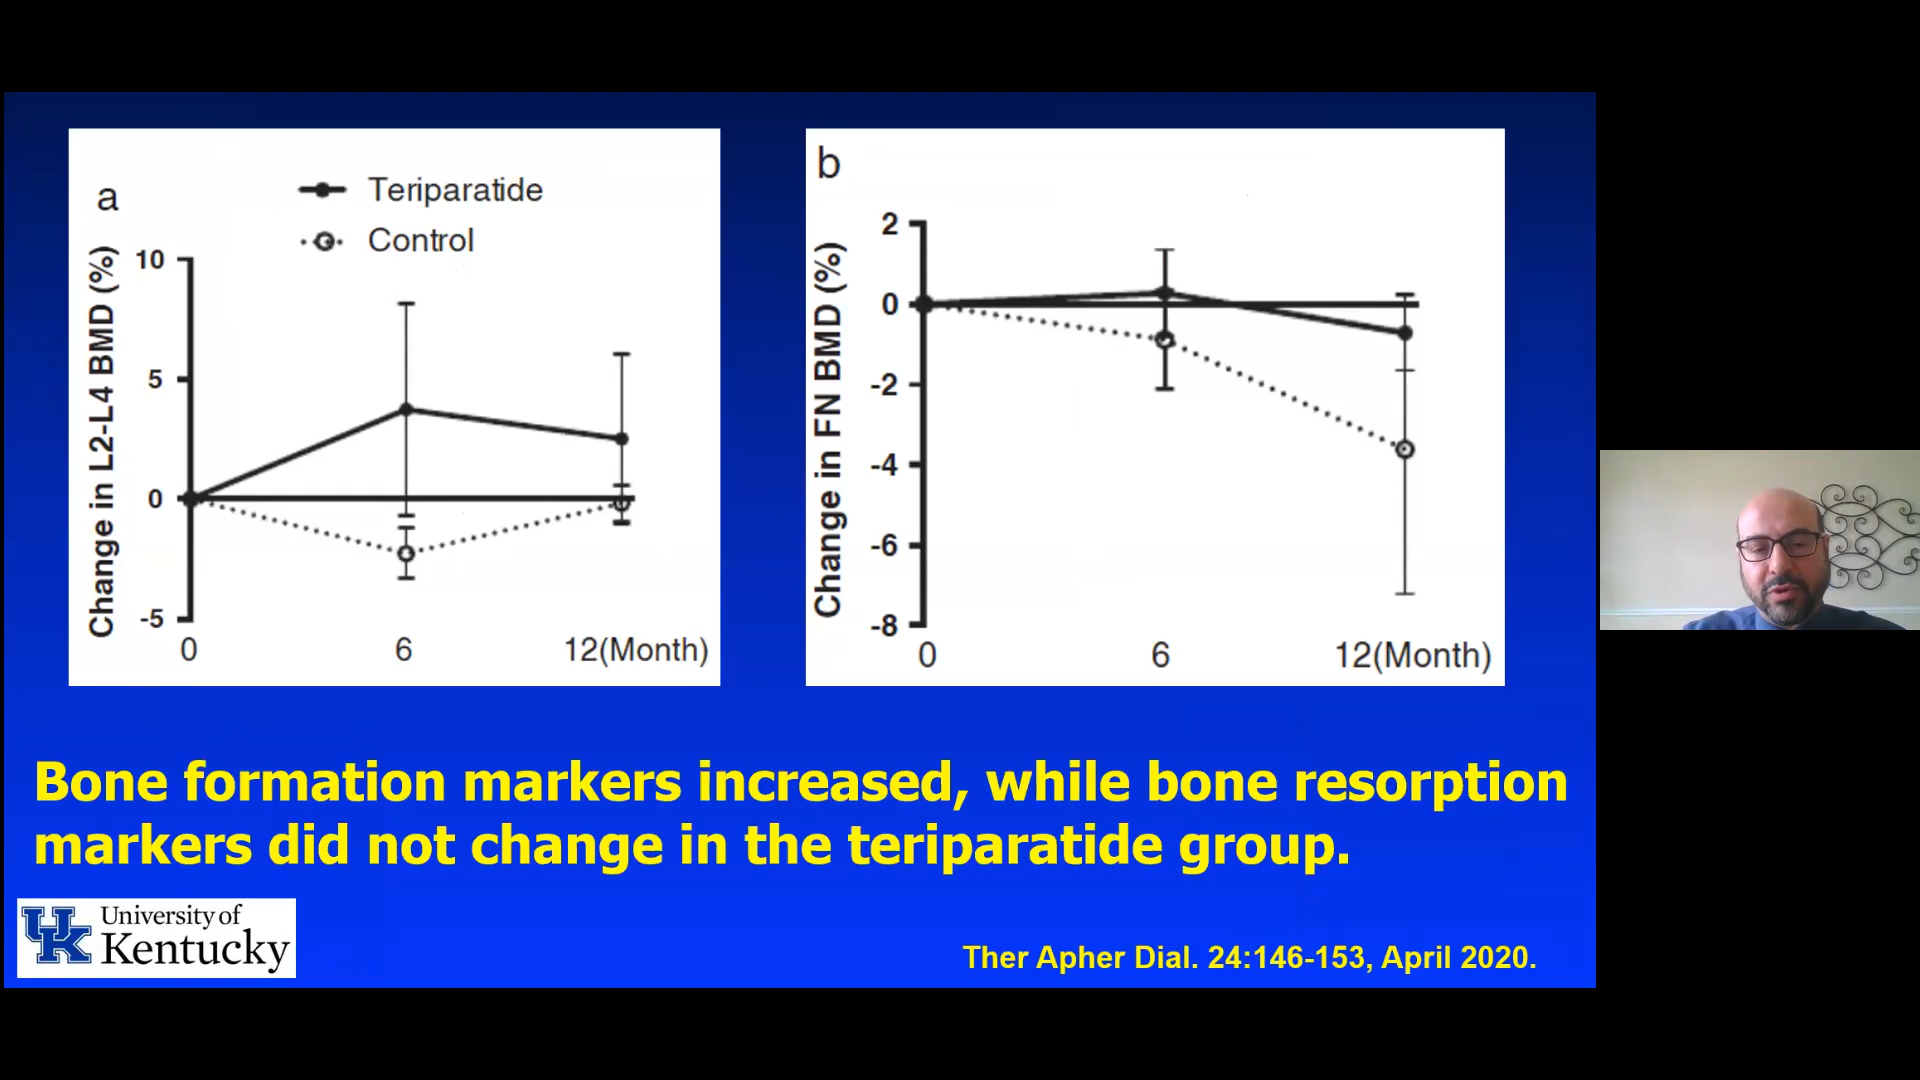 a
Teriparatide
Control
Change in L2-L4 BMD (%)
10
5
0
-5
0
6
12(Month)
b
Change in FN BMD (%)
2
0
-2
-4
-6
-8
0
6
12(Month)
Bone formation markers increased, while bone resorption
markers did not change in the teriparatide group.
UK
University of
Kentucky
Ther Apher Dial. 24:146-153, April 2020.